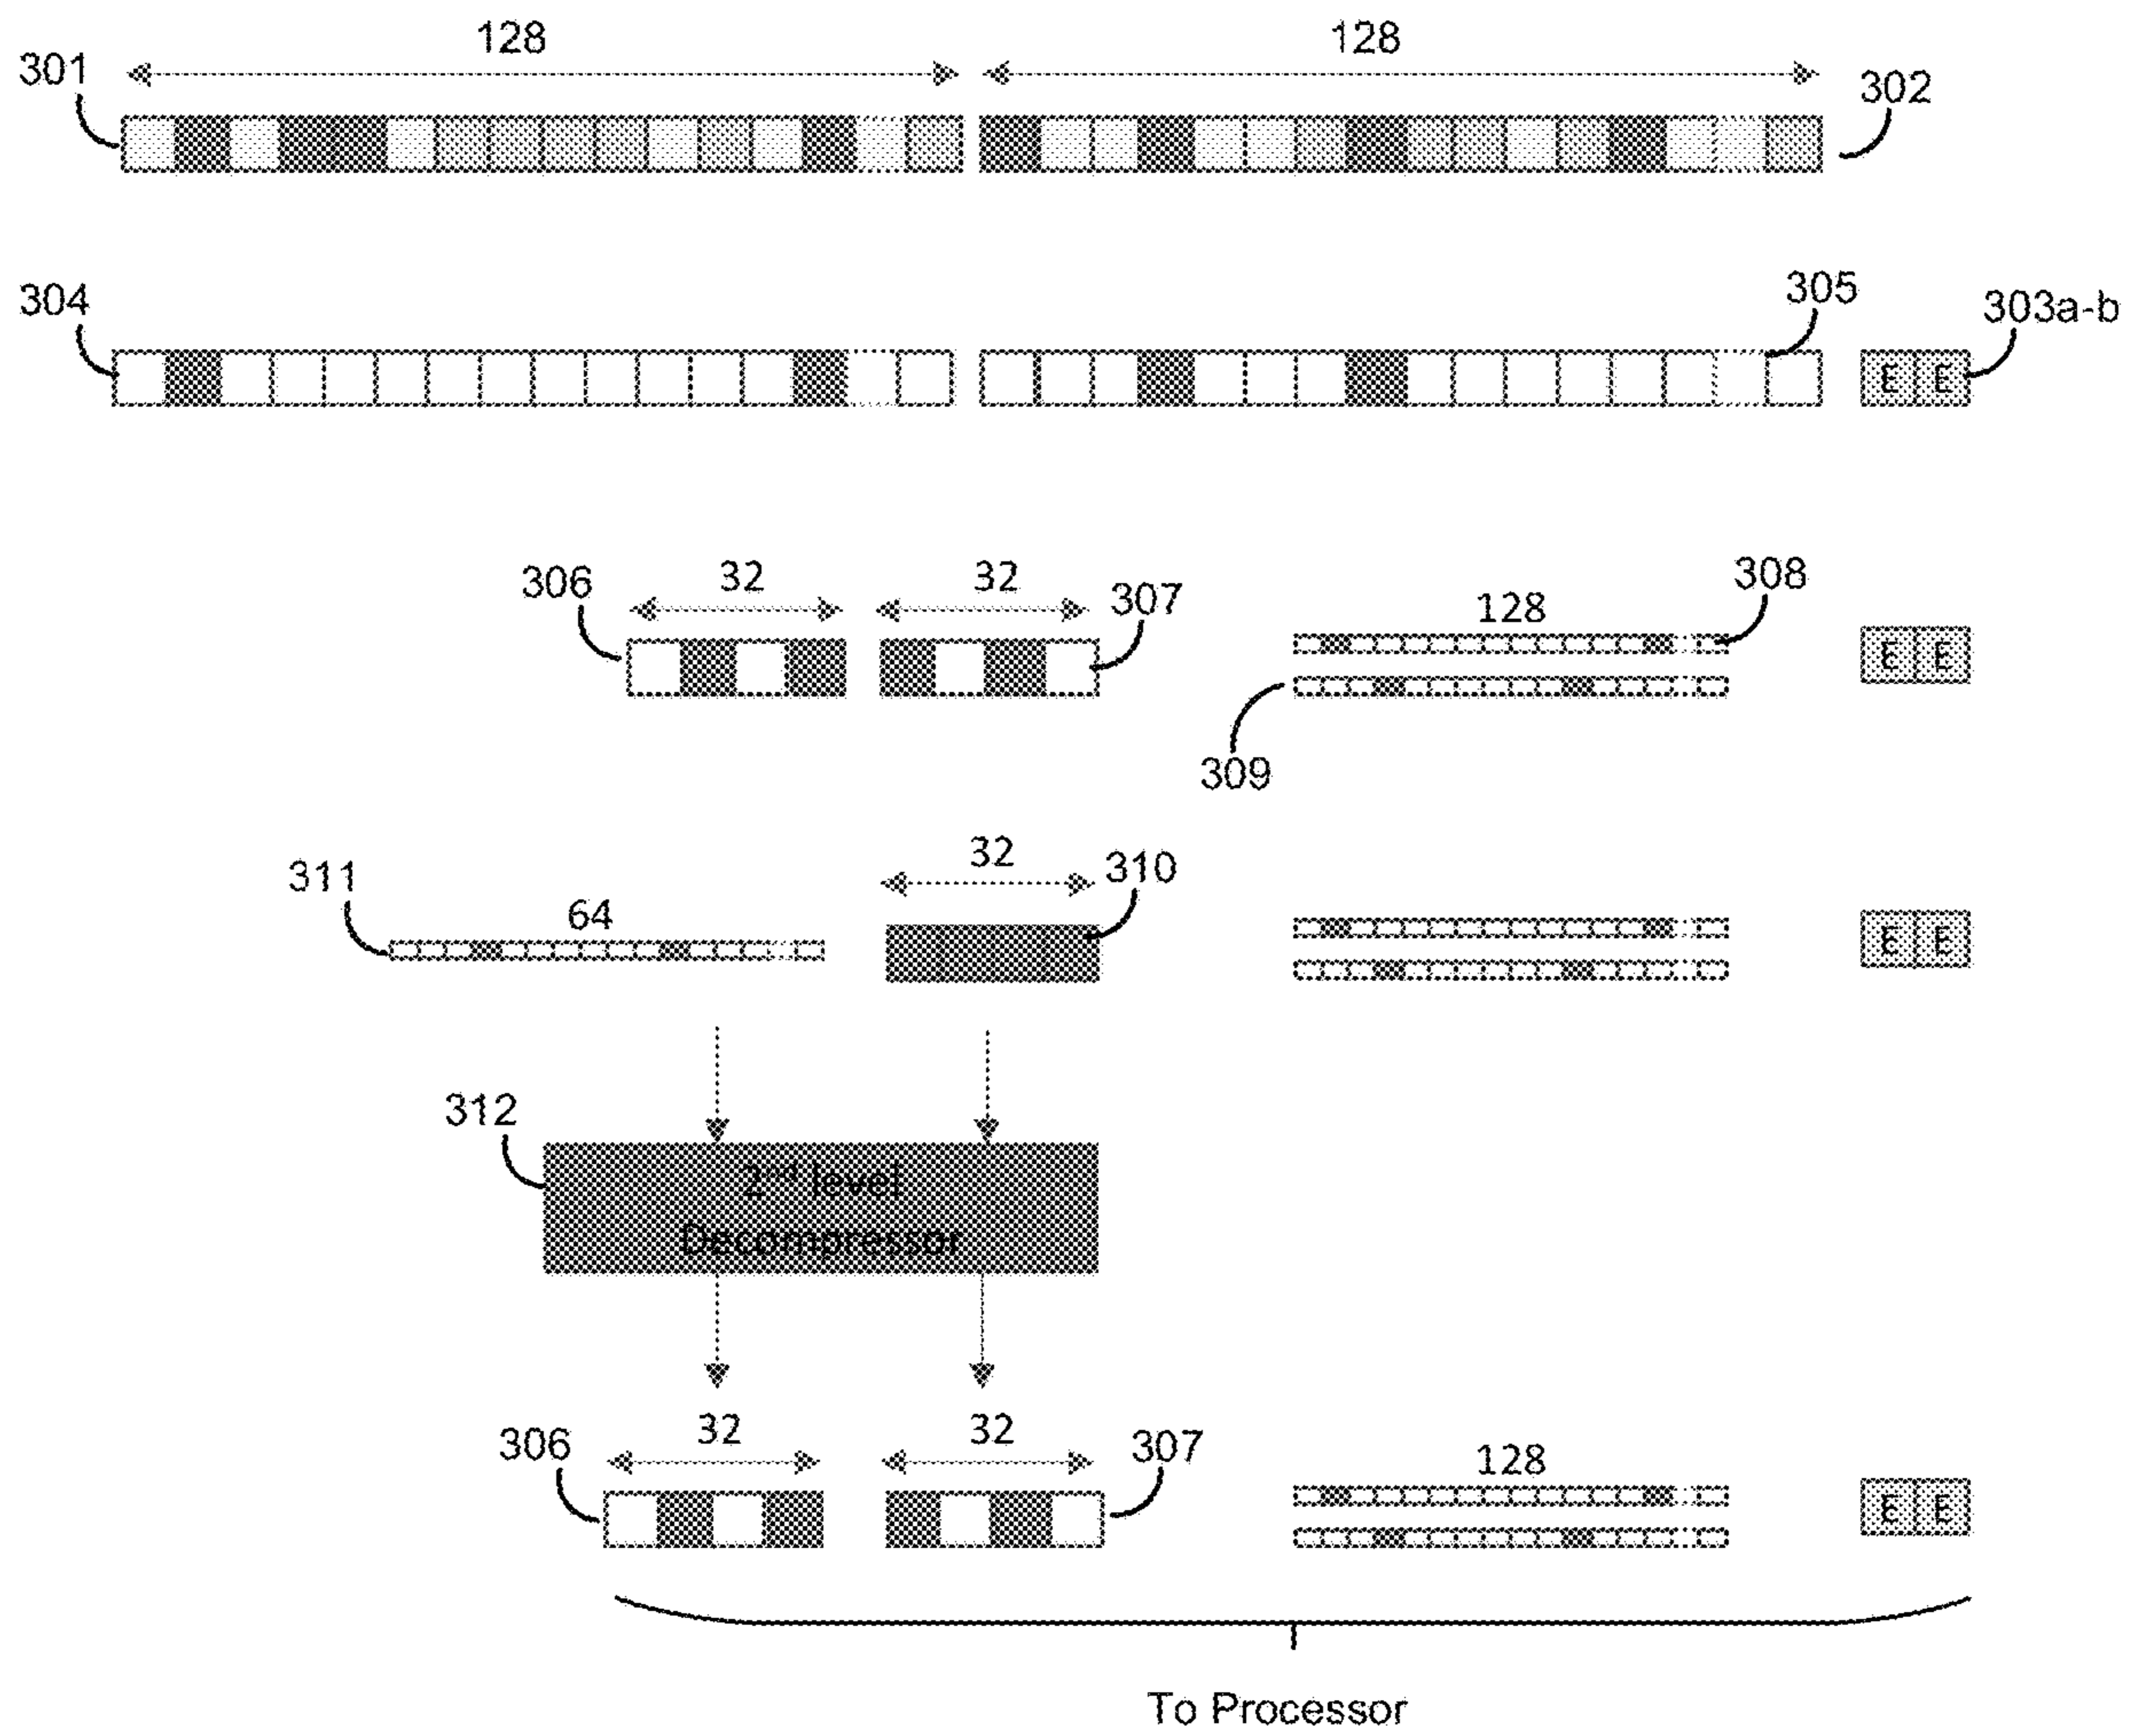 128 128
301
302
304
305
303a-b
E E
306 32 32 307
128 308
E E
309
311 64
32 310
E E
312
2nd level
Decompressor
306 32 32 307
128
E E
To Processor